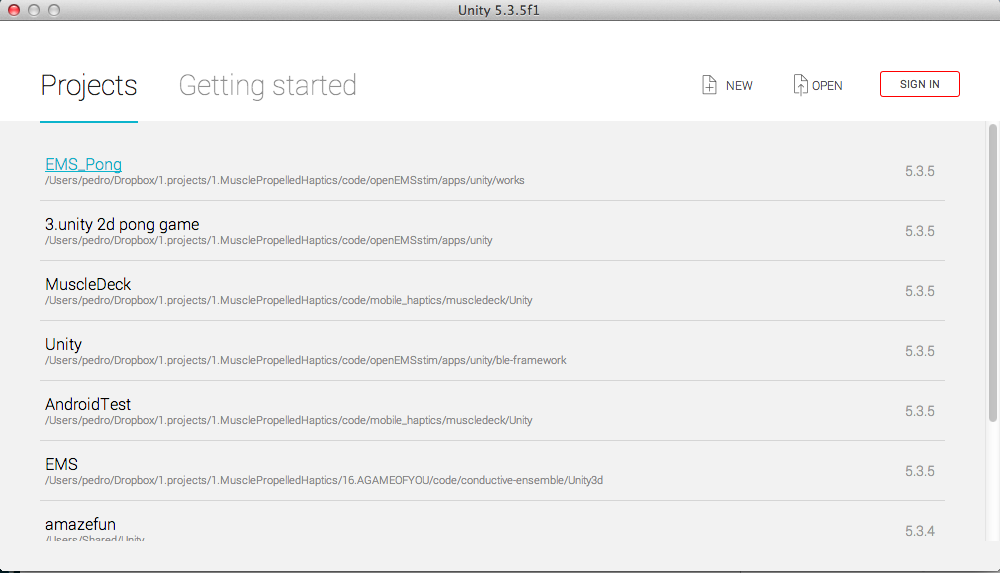 Unity 5.3.5f1
Projects Getting started NEW OPEN SIGN IN
EMS_Pong
/Users/pedro/Dropbox/1.projects/1.MusclePropelledHaptics/code/openEMSstim/apps/unity/works
5.3.5
3.unity 2d pong game
/Users/pedro/Dropbox/1.projects/1.MusclePropelledHaptics/code/openEMSstim/apps/unity
5.3.5
MuscleDeck
/Users/pedro/Dropbox/1.projects/1.MusclePropelledHaptics/code/mobile_haptics/muscledeck/Unity
5.3.5
Unity
/Users/pedro/Dropbox/1.projects/1.MusclePropelledHaptics/code/openEMSstim/apps/unity/ble-framework
5.3.5
AndroidTest
/Users/pedro/Dropbox/1.projects/1.MusclePropelledHaptics/code/mobile_haptics/muscledeck/Unity
5.3.5
EMS
/Users/pedro/Dropbox/1.projects/1.MusclePropelledHaptics/16.AGAMEOFYOU/code/conductive-ensemble/Unity3d
5.3.5
amazefun
/Users/Shared/Unity
5.3.4